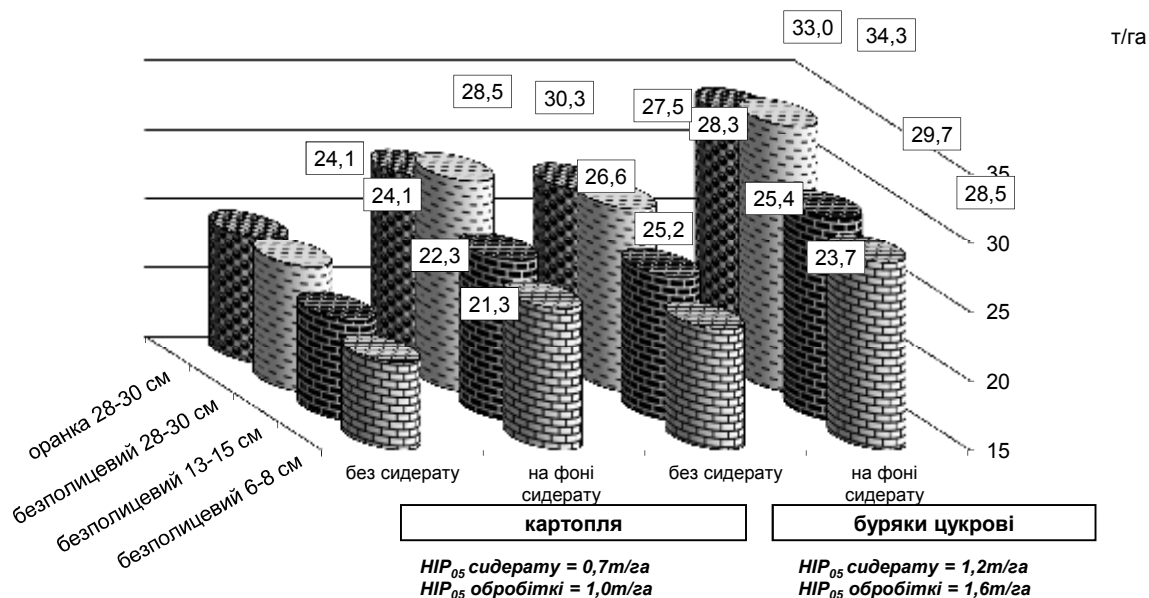 33,0
34,3
т/га
28,5
30,3
27,5
28,3
29,7
24,1
24,1
26,6
25,4
28,5
35
22,3
25,2
23,7
30
21,3
25
20
15
оранка 28-30 см
безполицевий 28-30 см
безполицевий 13-15 см
безполицевий 6-8 см
без сидерату
на фоні
сидерату
без сидерату
на фоні
сидерату
картопля
буряки цукрові
НІР₀₅ сидерату = 0,7т/га
НІР₀₅ обробіткі = 1,0т/га
НІР₀₅ сидерату = 1,2т/га
НІР₀₅ обробіткі = 1,6т/га